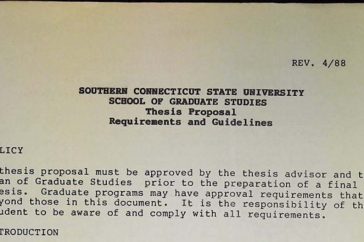 REV. 4/88
SOUTHERN CONNECTICUT STATE UNIVERSITY
SCHOOL OF GRADUATE STUDIES
Thesis Proposal
Requirements and Guidelines
LICY
thesis proposal must be approved by the thesis advisor and t
an of Graduate Studies prior to the preparation of a final
esis. Graduate programs may have approval requirements that
yond those in this document. It is the responsibility of th
udent to be aware of and comply with all requirements.
TRODUCTION